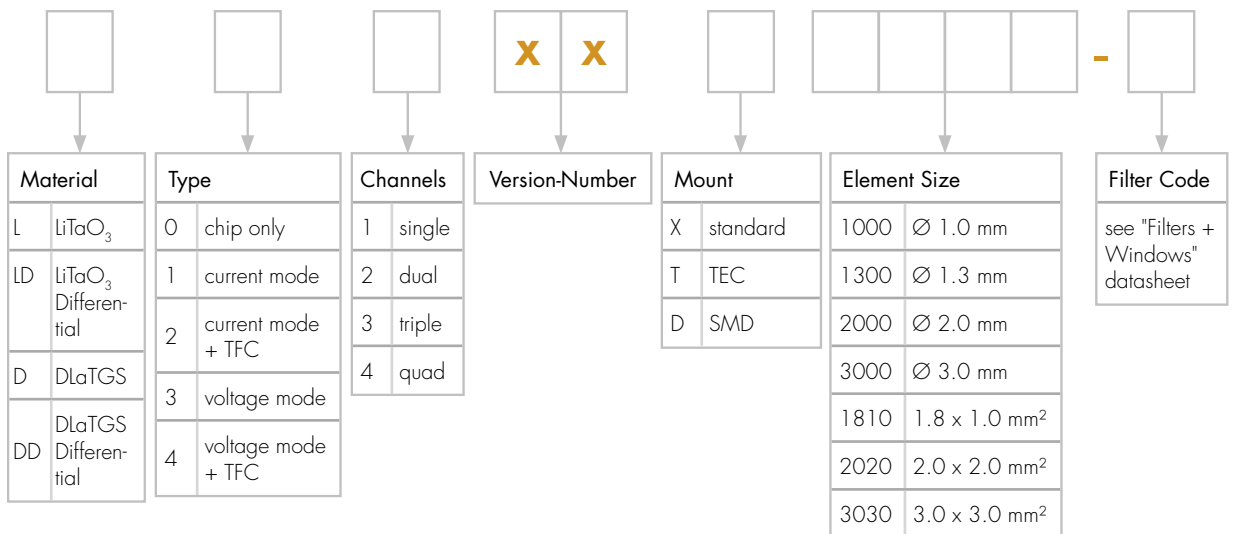 X X -
Material
L LiTaO₃
LD LiTaO₃
Differen-
tial
D DLaTGS
DD DLaTGS
Differen-
tial
Type
0 chip only
1 current mode
2 current mode
+ TFC
3 voltage mode
4 voltage mode
+ TFC
Channels
1 single
2 dual
3 triple
4 quad
Version-Number
Mount
X standard
T TEC
D SMD
Element Size
1000 Ø 1.0 mm
1300 Ø 1.3 mm
2000 Ø 2.0 mm
3000 Ø 3.0 mm
1810 1.8 x 1.0 mm²
2020 2.0 x 2.0 mm²
3030 3.0 x 3.0 mm²
Filter Code
see "Filters +
Windows"
datasheet